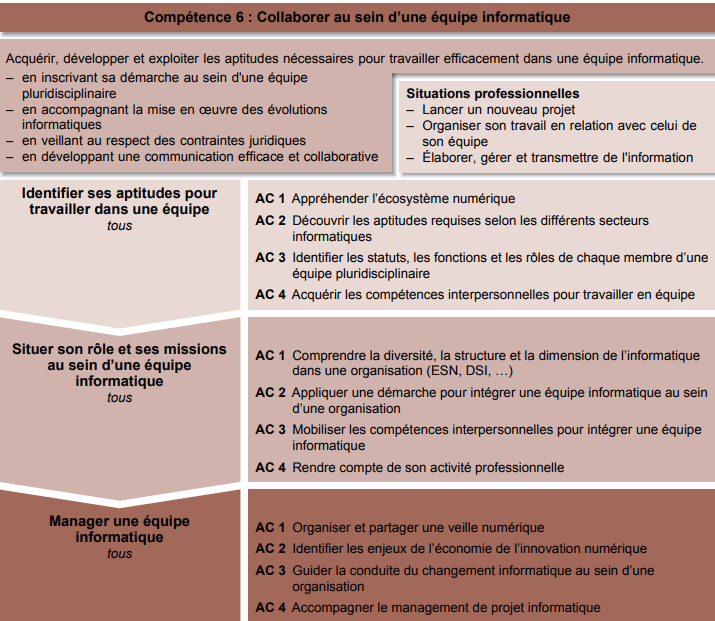 Compétence 6 : Collaborer au sein d'une équipe informatique
Acquérir, développer et exploiter les aptitudes nécessaires pour travailler efficacement dans une équipe informatique.
– en inscrivant sa démarche au sein d'une équipe
pluridisciplinaire
– en accompagnant la mise en œuvre des évolutions
informatiques
– en veillant au respect des contraintes juridiques
– en développant une communication efficace et collaborative
Situations professionnelles
– Lancer un nouveau projet
– Organiser son travail en relation avec celui de
son équipe
– Élaborer, gérer et transmettre de l'information
Identifier ses aptitudes pour
travailler dans une équipe
tous
AC 1 Appréhender l'écosystème numérique
AC 2 Découvrir les aptitudes requises selon les différents secteurs
informatiques
AC 3 Identifier les statuts, les fonctions et les rôles de chaque membre d'une
équipe pluridisciplinaire
AC 4 Acquérir les compétences interpersonnelles pour travailler en équipe
Situer son rôle et ses missions
au sein d'une équipe
informatique
tous
AC 1 Comprendre la diversité, la structure et la dimension de l'informatique
dans une organisation (ESN, DSI, …)
AC 2 Appliquer une démarche pour intégrer une équipe informatique au sein
d'une organisation
AC 3 Mobiliser les compétences interpersonnelles pour intégrer une équipe
informatique
AC 4 Rendre compte de son activité professionnelle
Manager une équipe
informatique
tous
AC 1 Organiser et partager une veille numérique
AC 2 Identifier les enjeux de l'économie de l'innovation numérique
AC 3 Guider la conduite du changement informatique au sein d'une
organisation
AC 4 Accompagner le management de projet informatique